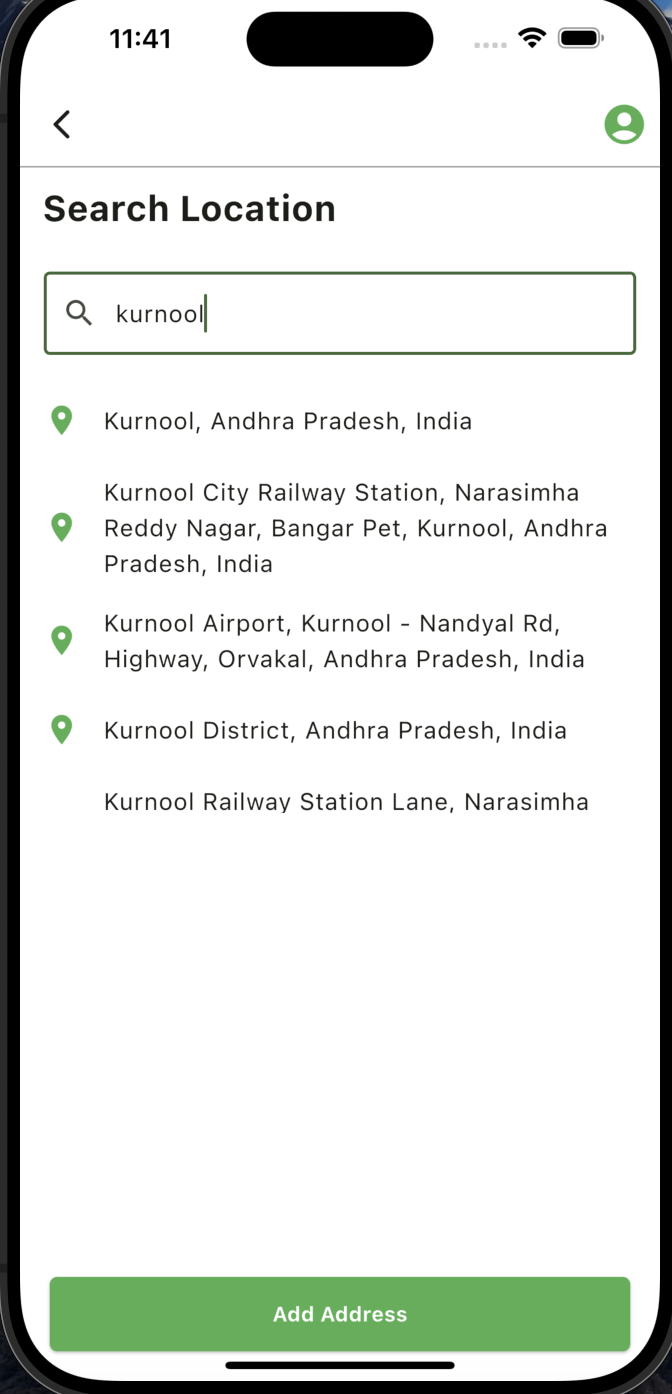 11:41
Search Location
kurnool
Kurnool, Andhra Pradesh, India
Kurnool City Railway Station, Narasimha
Reddy Nagar, Bangar Pet, Kurnool, Andhra
Pradesh, India
Kurnool Airport, Kurnool - Nandyal Rd,
Highway, Orvakal, Andhra Pradesh, India
Kurnool District, Andhra Pradesh, India
Kurnool Railway Station Lane, Narasimha
Add Address